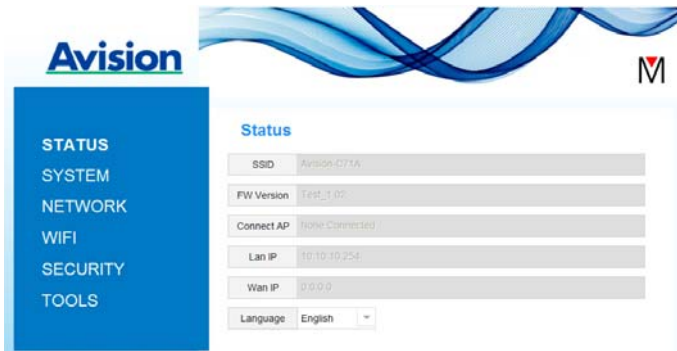 Avision
M
STATUS
SYSTEM
NETWORK
WIFI
SECURITY
TOOLS
Status
SSID Avision-D71A
FW Version Test_1.02
Connect AP None Connected
Lan IP 10.10.10.254
Wan IP 0.0.0.0
Language English